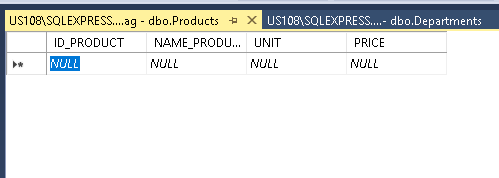 US108\SQLEXPRESS....ag - dbo.Products US108\SQLEXPRESS....- dbo.Departments
ID_PRODUCT NAME_PRODU... UNIT PRICE
NULL NULL NULL NULL